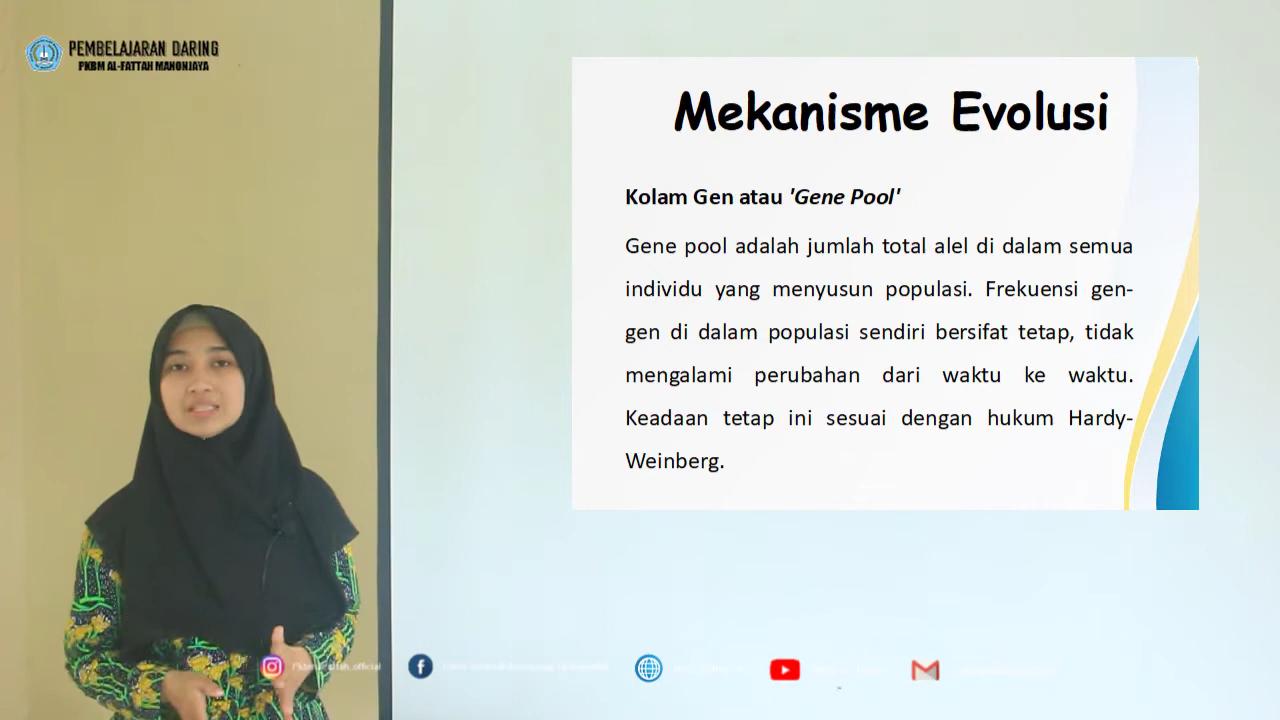 PEMBELAJARAN DARING
PKBM AL-FATTAH MANONJAYA
Mekanisme Evolusi
Kolam Gen atau 'Gene Pool'
Gene pool adalah jumlah total alel di dalam semua
individu yang menyusun populasi. Frekuensi gen-
gen di dalam populasi sendiri bersifat tetap, tidak
mengalami perubahan dari waktu ke waktu.
Keadaan tetap ini sesuai dengan hukum Hardy-
Weinberg.